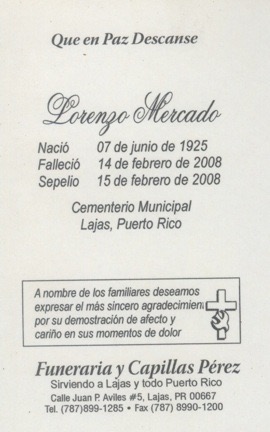 Que en Paz Descanse
Lorenzo Mercado
Nació 07 de junio de 1925
Falleció 14 de febrero de 2008
Sepelio 15 de febrero de 2008
Cementerio Municipal
Lajas, Puerto Rico
A nombre de los familiares deseamos
expresar el más sincero agradecimien
por su demostración de afecto y
cariño en sus momentos de dolor
Funeraria y Capillas Pérez
Sirviendo a Lajas y todo Puerto Rico
Calle Juan P. Aviles #5, Lajas, PR 00667
Tel. (787)899-1285 • Fax (787) 8990-1200